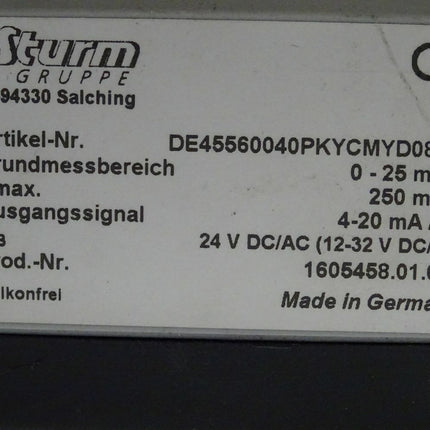 Sturm
GRUPPE
94330 Salching
rtikel-Nr. DE45560040PKYCMYD08
rundmessbereich 0 - 25 m
max. 250 m
usgangssignal 4-20 mA
24 V DC/AC (12-32 V DC/
od.-Nr. 1605458.01.
lkonfrei Made in Germa